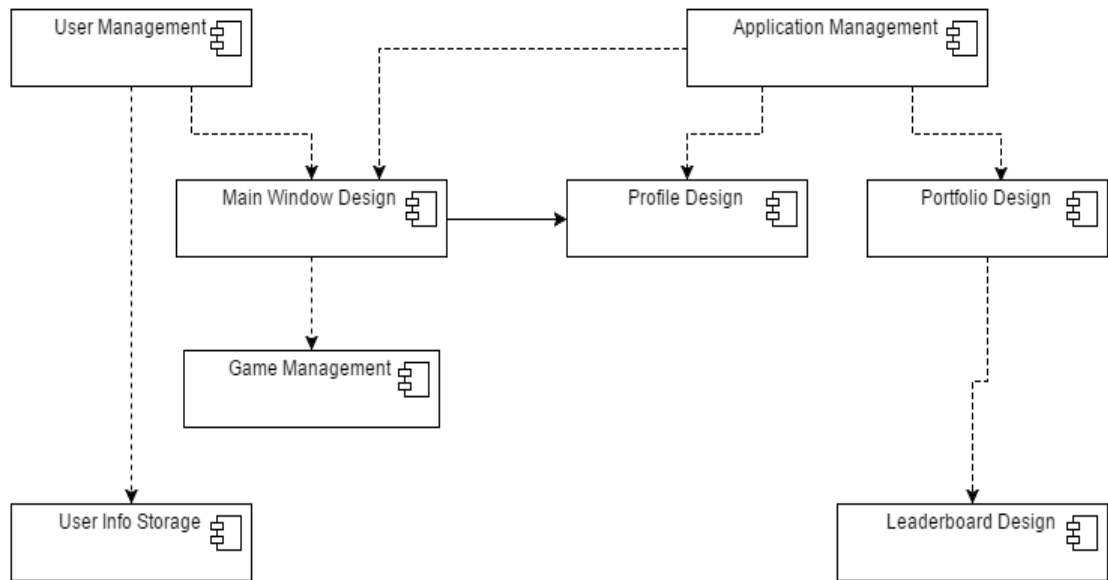 User Management
Application Management
Main Window Design
Profile Design
Portfolio Design
Game Management
User Info Storage
Leaderboard Design